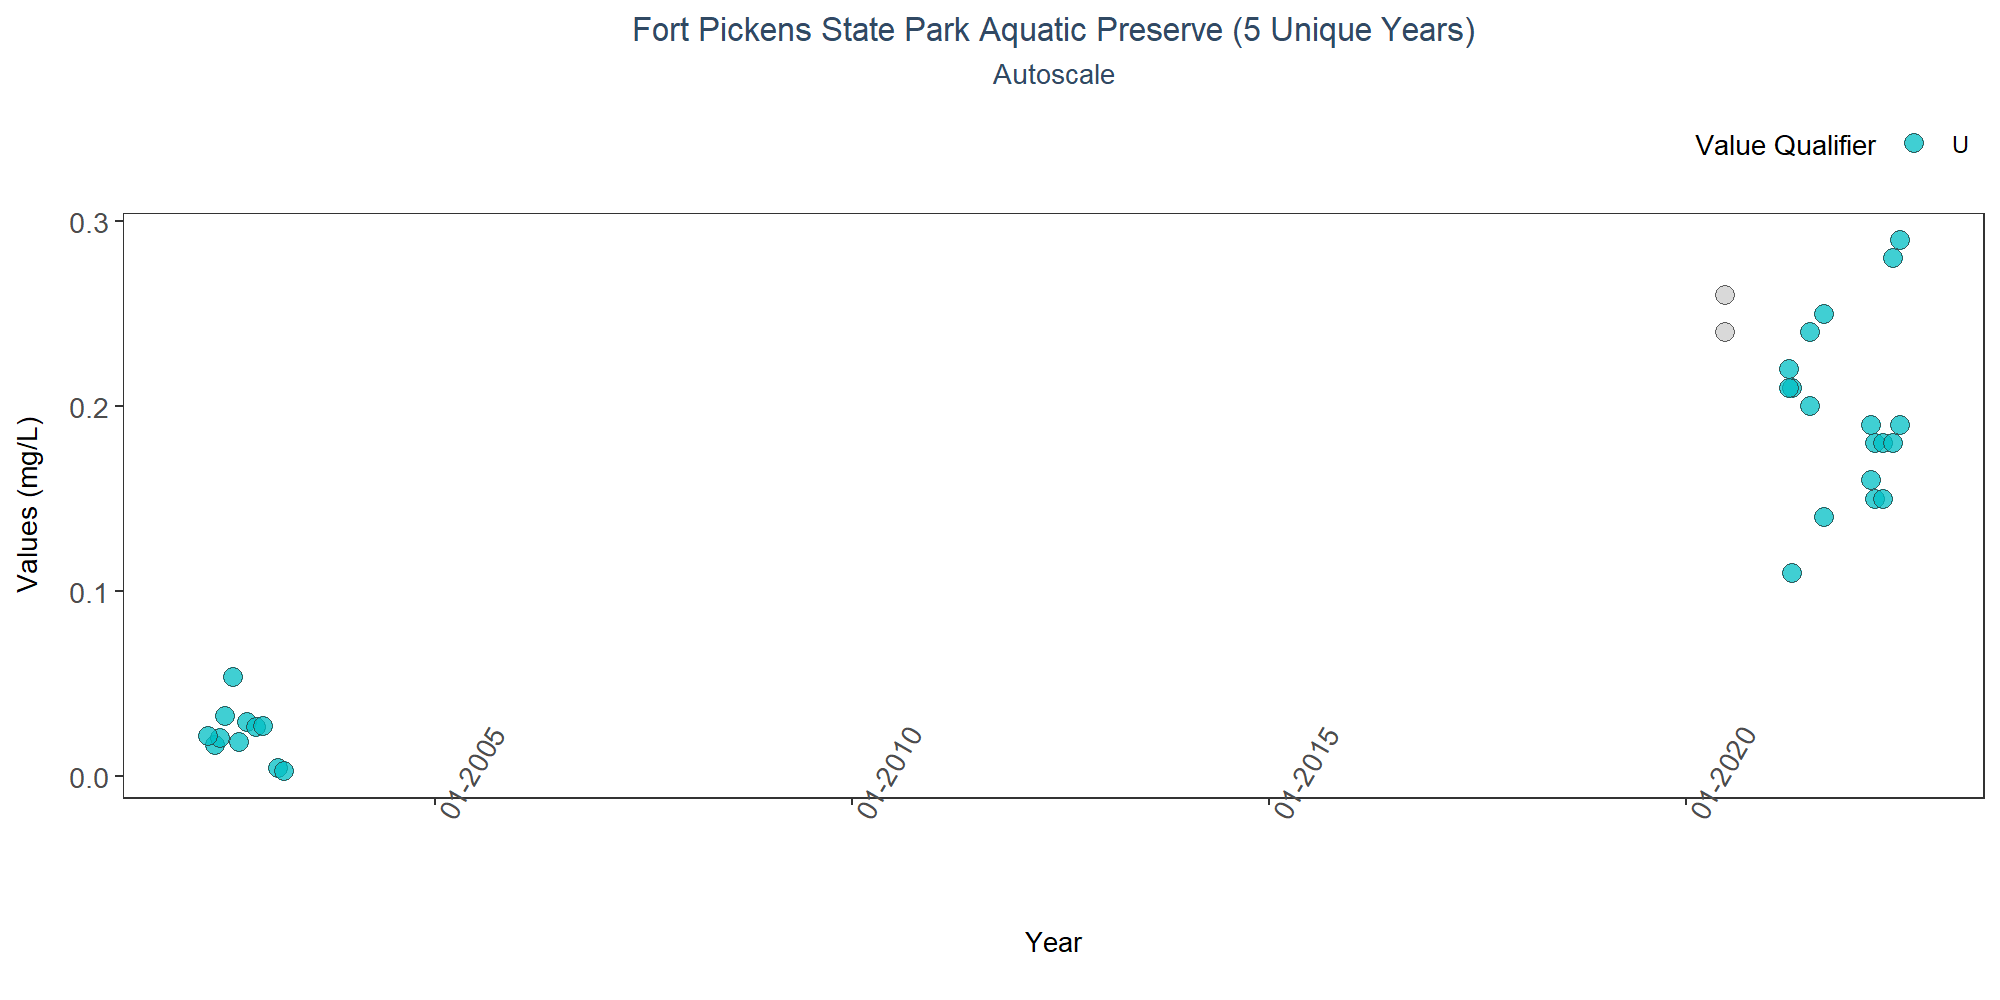 Fort Pickens State Park Aquatic Preserve (5 Unique Years)
Autoscale
Value Qualifier U
Values (mg/L)
0.3
0.2
0.1
0.0
01-2005
01-2010
01-2015
01-2020
Year